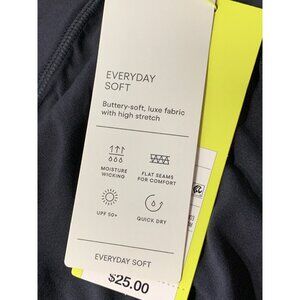 EVERYDAY
SOFT
Buttery-soft, luxe fabric
with high stretch
MOISTURE
WICKING
FLAT SEAMS
FOR COMFORT
UPF 50+
QUICK DRY
EVERYDAY SOFT
$25.00